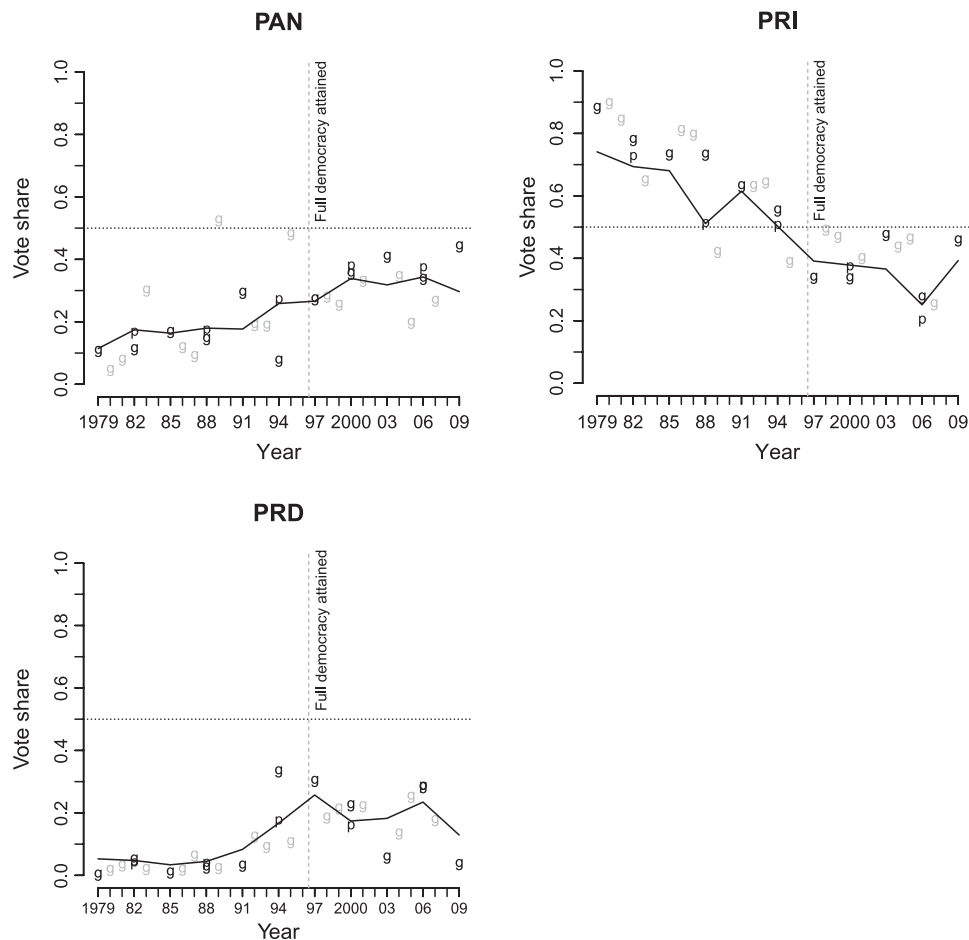 PAN
Vote share
1.0
0.8
0.6
0.4
0.2
0.0
Full democracy attained
g g g g p g g p g g g p g g g g p g g g g g p g g g g g g p g g g
1979 82 85 88 91 94 97 2000 03 06 09
Year
PRI
Vote share
1.0
0.8
0.6
0.4
0.2
0.0
Full democracy attained
g g g g p g g g g g p g g g g g p g g g g g p g g g g g g p g g
1979 82 85 88 91 94 97 2000 03 06 09
Year
PRD
Vote share
1.0
0.8
0.6
0.4
0.2
0.0
Full democracy attained
g g g g p g g g g g p g g g g g p g g g g g p g g g g g g p g g
1979 82 85 88 91 94 97 2000 03 06 09
Year